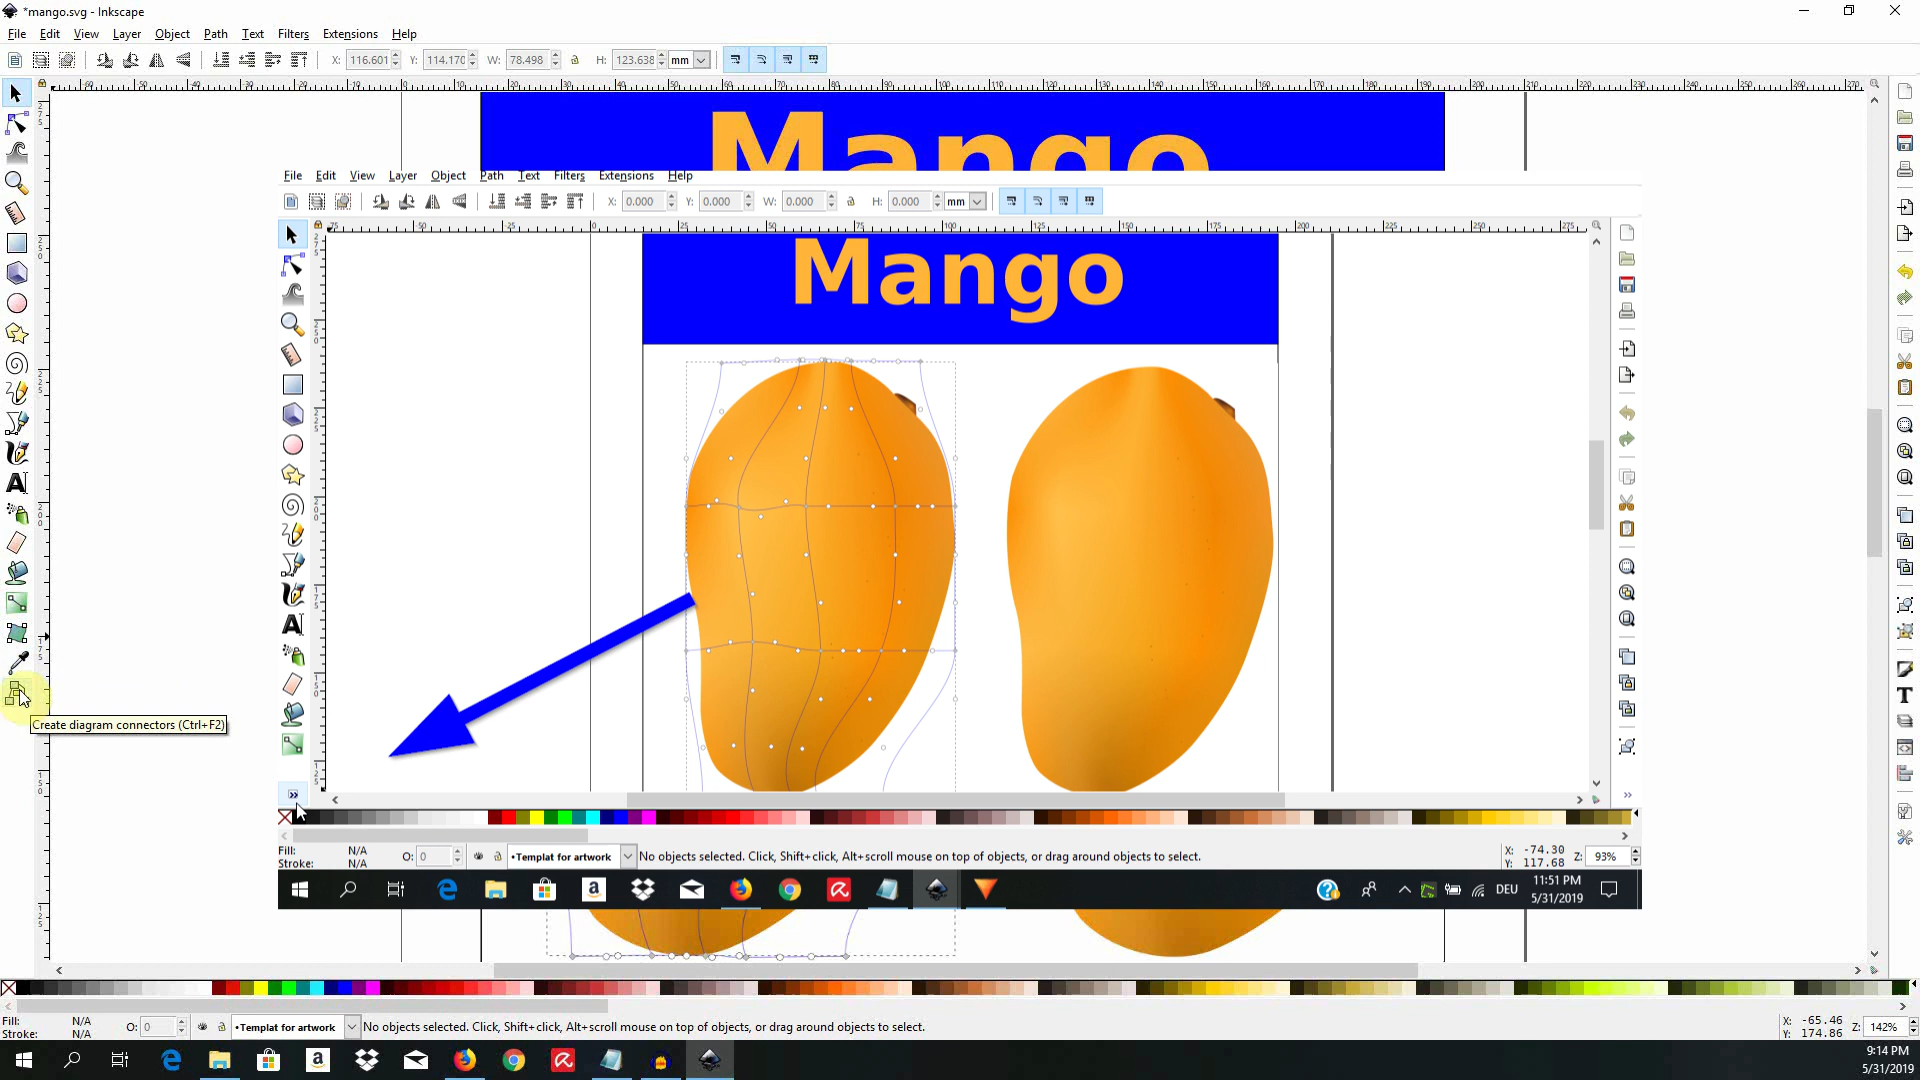 *mango.svg - Inkscape
File Edit View Layer Object Path Text Filters Extensions Help
X: 116.601 Y: 114.170 W: 78.498 H: 123.638 mm
Mango
File Edit View Layer Object Path Text Filters Extensions Help
X: 0.000 Y: 0.000 W: 0.000 H: 0.000 mm
Mango
Create diagram connectors (Ctrl+F2)
Fill: N/A
Stroke: N/A
O: 0
•Templat for artwork
No objects selected. Click, Shift+click, Alt+scroll mouse on top of objects, or drag around objects to select.
X: -74.30
Y: 117.68
Z: 93%
DEU
11:51 PM
5/31/2019
Fill: N/A
Stroke: N/A
O: 0
•Templat for artwork
No objects selected. Click, Shift+click, Alt+scroll mouse on top of objects, or drag around objects to select.
X: -65.46
Y: 174.86
Z: 142%
9:14 PM
5/31/2019